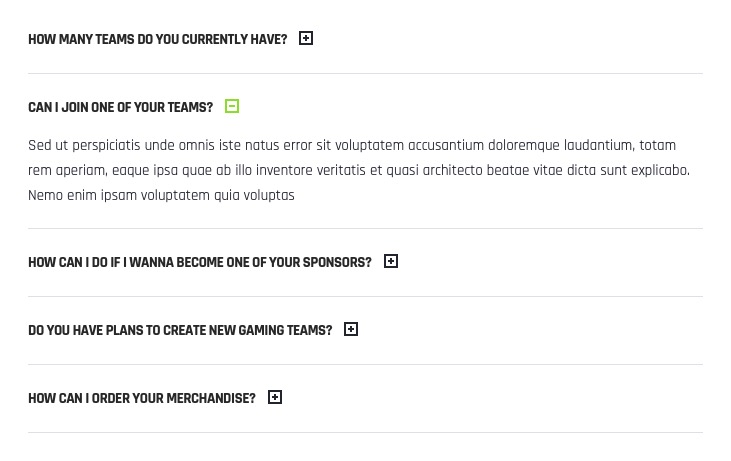 HOW MANY TEAMS DO YOU CURRENTLY HAVE?
CAN I JOIN ONE OF YOUR TEAMS?
Sed ut perspiciatis unde omnis iste natus error sit voluptatem accusantium doloremque laudantium, totam
rem aperiam, eaque ipsa quae ab illo inventore veritatis et quasi architecto beatae vitae dicta sunt explicabo.
Nemo enim ipsam voluptatem quia voluptas
HOW CAN I DO IF I WANNA BECOME ONE OF YOUR SPONSORS?
DO YOU HAVE PLANS TO CREATE NEW GAMING TEAMS?
HOW CAN I ORDER YOUR MERCHANDISE?